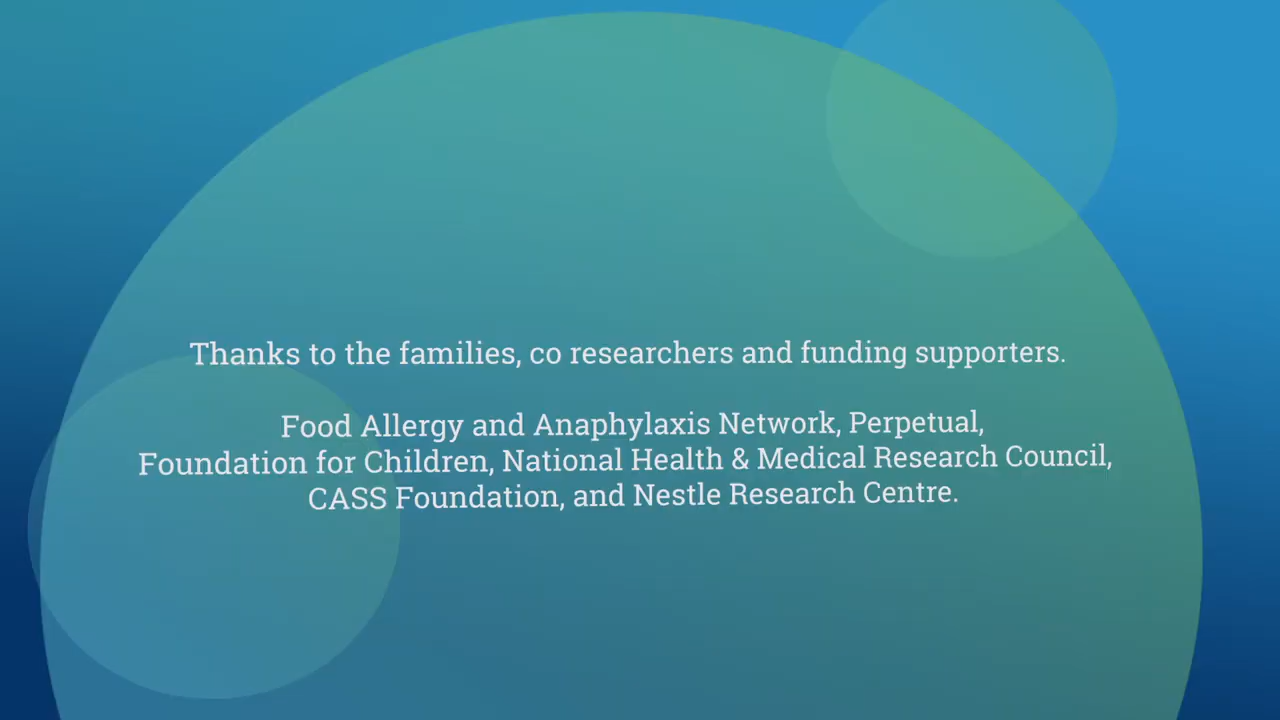 Thanks to the families, co researchers and funding supporters.
Food Allergy and Anaphylaxis Network, Perpetual,
Foundation for Children, National Health & Medical Research Council,
CASS Foundation, and Nestle Research Centre.